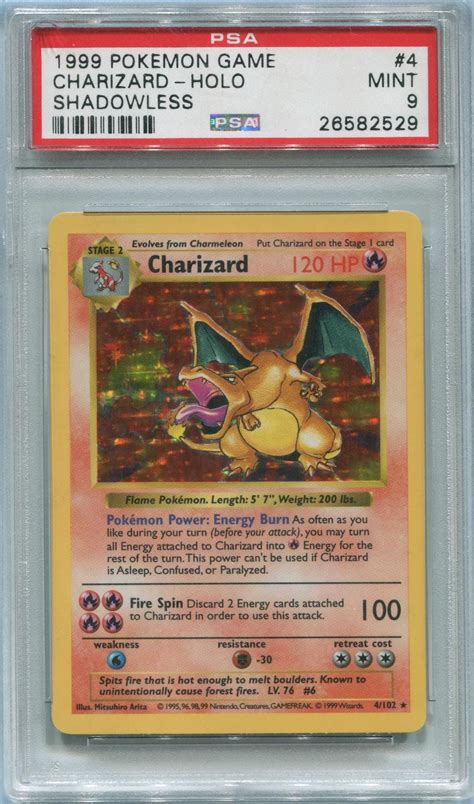 PSA
1999 POKEMON GAME #4
CHARIZARD-HOLO MINT
SHADOWLESS 9
PSA 26582529
STAGE 2 Evolves from Charmeleon Put Charizard on the Stage 1 card
Charizard 120 HP
Flame Pokémon. Length: 5' 7", Weight: 200 lbs.
Pokémon Power: Energy Burn As often as you
like during your turn (before your attack), you may turn
all Energy attached to Charizard into Energy for the
rest of the turn. This power can't be used if Charizard
is Asleep, Confused, or Paralyzed.
Fire Spin Discard 2 Energy cards attached
to Charizard in order to use this attack. 100
weakness resistance retreat cost
-30
Spits fire that is hot enough to melt boulders. Known to
unintentionally cause forest fires. LV. 76 #6
Illus. Mitsuhiro Arita © 1995, 96, 98, 99 Nintendo, Creatures, GAMEFREAK. © 1999 Wizards. 4/102 ★